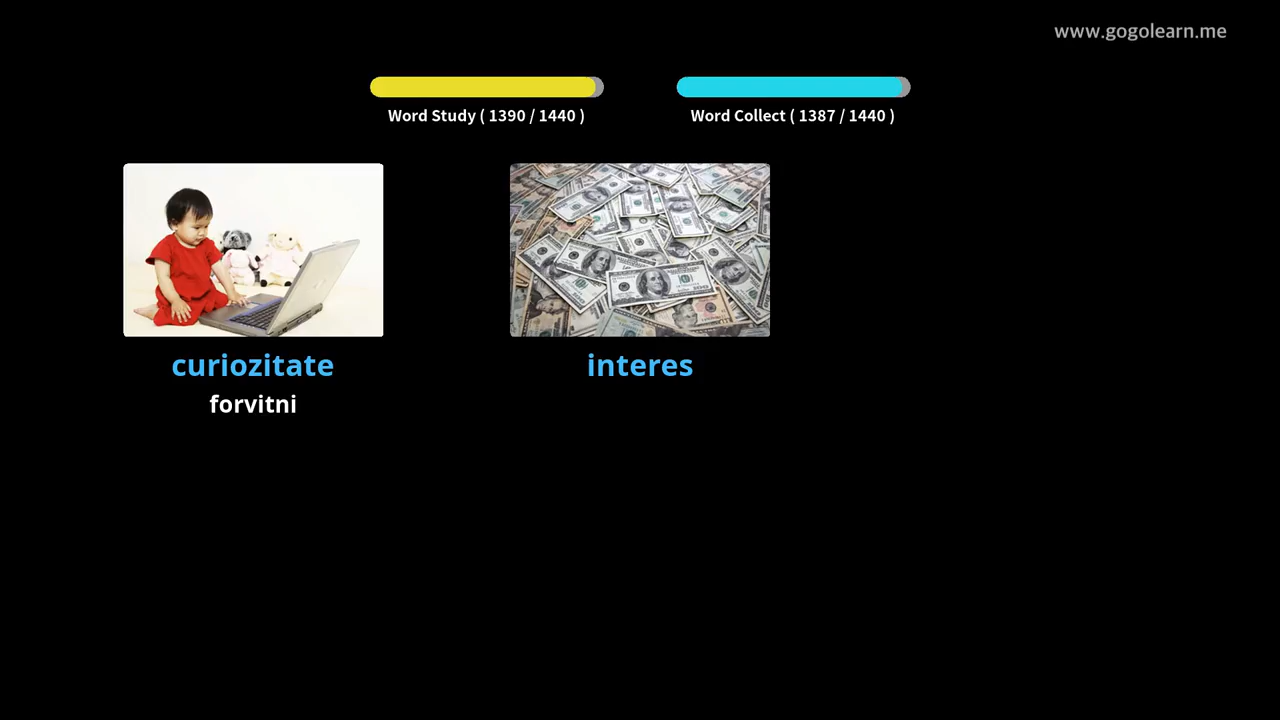 www.gogolearn.me
Word Study ( 1390 / 1440 )
Word Collect ( 1387 / 1440 )
curiozitate
interes
forvitni